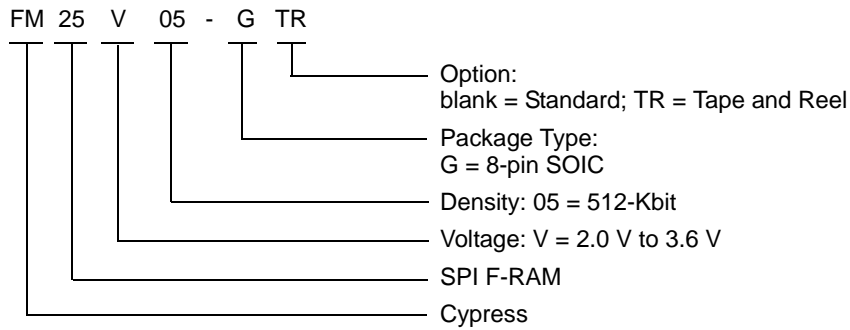 FM 25 V 05 - G TR
Option:
blank = Standard; TR = Tape and Reel
Package Type:
G = 8-pin SOIC
Density: 05 = 512-Kbit
Voltage: V = 2.0 V to 3.6 V
SPI F-RAM
Cypress